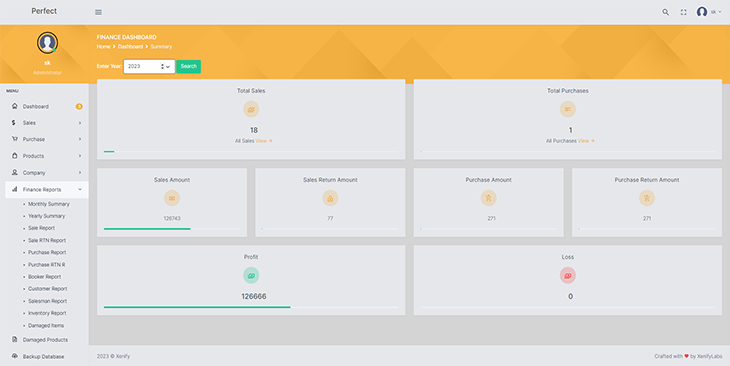 Perfect
sk
sk
Administrator
FINANCE DASHBOARD
Home > Dashboard > Summary
Enter Year: 2023 Search
MENU
Dashboard
Sales
Purchase
Products
Company
Finance Reports
Monthly Summary
Yearly Summary
Sale Report
Sale RTN Report
Purchase Report
Purchase RTN R
Booker Report
Customer Report
Salesman Report
Inventory Report
Damaged Items
Damaged Products
Backup Database
Total Sales
18
All Sales View
Total Purchases
1
All Purchases View
Sales Amount
126743
Sales Return Amount
77
Purchase Amount
271
Purchase Return Amount
271
Profit
126666
Loss
0
2023 © Xenify
Crafted with ♥ by XenifyLabs